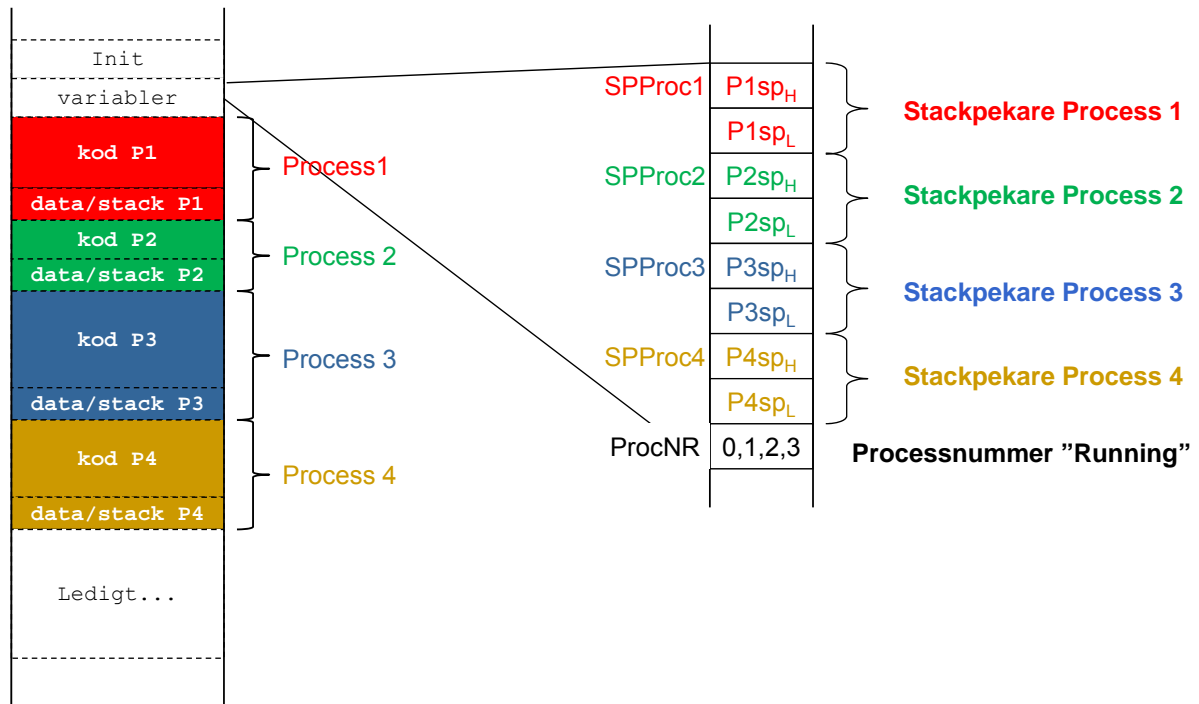 Init
variabler
kod P1
data/stack P1
kod P2
data/stack P2
kod P3
data/stack P3
kod P4
data/stack P4
Ledigt...
Process1
Process 2
Process 3
Process 4
SPProc1 P1spH
P1spL
Stackpekare Process 1
SPProc2 P2spH
P2spL
Stackpekare Process 2
SPProc3 P3spH
P3spL
Stackpekare Process 3
SPProc4 P4spH
P4spL
Stackpekare Process 4
ProcNR 0,1,2,3 Processnummer ”Running”